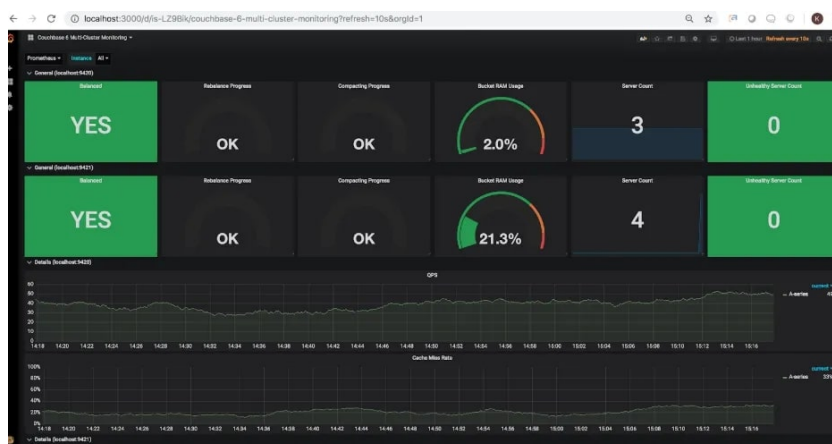 localhost:3000/d/is-LZ9Bik/couchbase-6-multi-cluster-monitoring?refresh=10s&orgId=1
Couchbase 6 Multi-Cluster Monitoring
Last 1 hour Refresh every 10s
Prometheus Instance All
General (localhost:9420)
Balanced Rebalance Progress Compacting Progress Bucket RAM Usage Server Count Unhealthy Server Count
YES OK OK 2.0% 3 0
General (localhost:9421)
Balanced Rebalance Progress Compacting Progress Bucket RAM Usage Server Count Unhealthy Server Count
YES OK OK 21.3% 4 0
Details (localhost:9420)
QPS
current
60
50
40
30
20
10
0
A-series
14:18 14:20 14:22 14:24 14:26 14:28 14:30 14:32 14:34 14:36 14:38 14:40 14:42 14:44 14:46 14:48 14:50 14:52 14:54 14:56 14:58 15:00 15:02 15:04 15:06 15:08 15:10 15:12 15:14 15:16
Cache Miss Rate
current
100%
80%
60%
40%
20%
0%
A-series 33%
14:18 14:20 14:22 14:24 14:26 14:28 14:30 14:32 14:34 14:36 14:38 14:40 14:42 14:44 14:46 14:48 14:50 14:52 14:54 14:56 14:58 15:00 15:02 15:04 15:06 15:08 15:10 15:12 15:14 15:16
Details (localhost:9421)